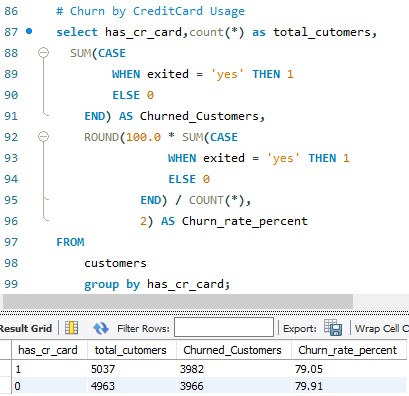 86 # Churn by CreditCard Usage
87 select has_cr_card,count(*) as total_cutomers,
88 SUM(CASE
89 WHEN exited = 'yes' THEN 1
90 ELSE 0
91 END) AS Churned_Customers,
92 ROUND(100.0 * SUM(CASE
93 WHEN exited = 'yes' THEN 1
94 ELSE 0
95 END) / COUNT(*),
96 2) AS Churn_rate_percent
97 FROM
98 customers
99 group by has_cr_card;
Result Grid Filter Rows: Export: Wrap Cell C
has_cr_card total_cutomers Churned_Customers Churn_rate_percent
1 5037 3982 79.05
0 4963 3966 79.91